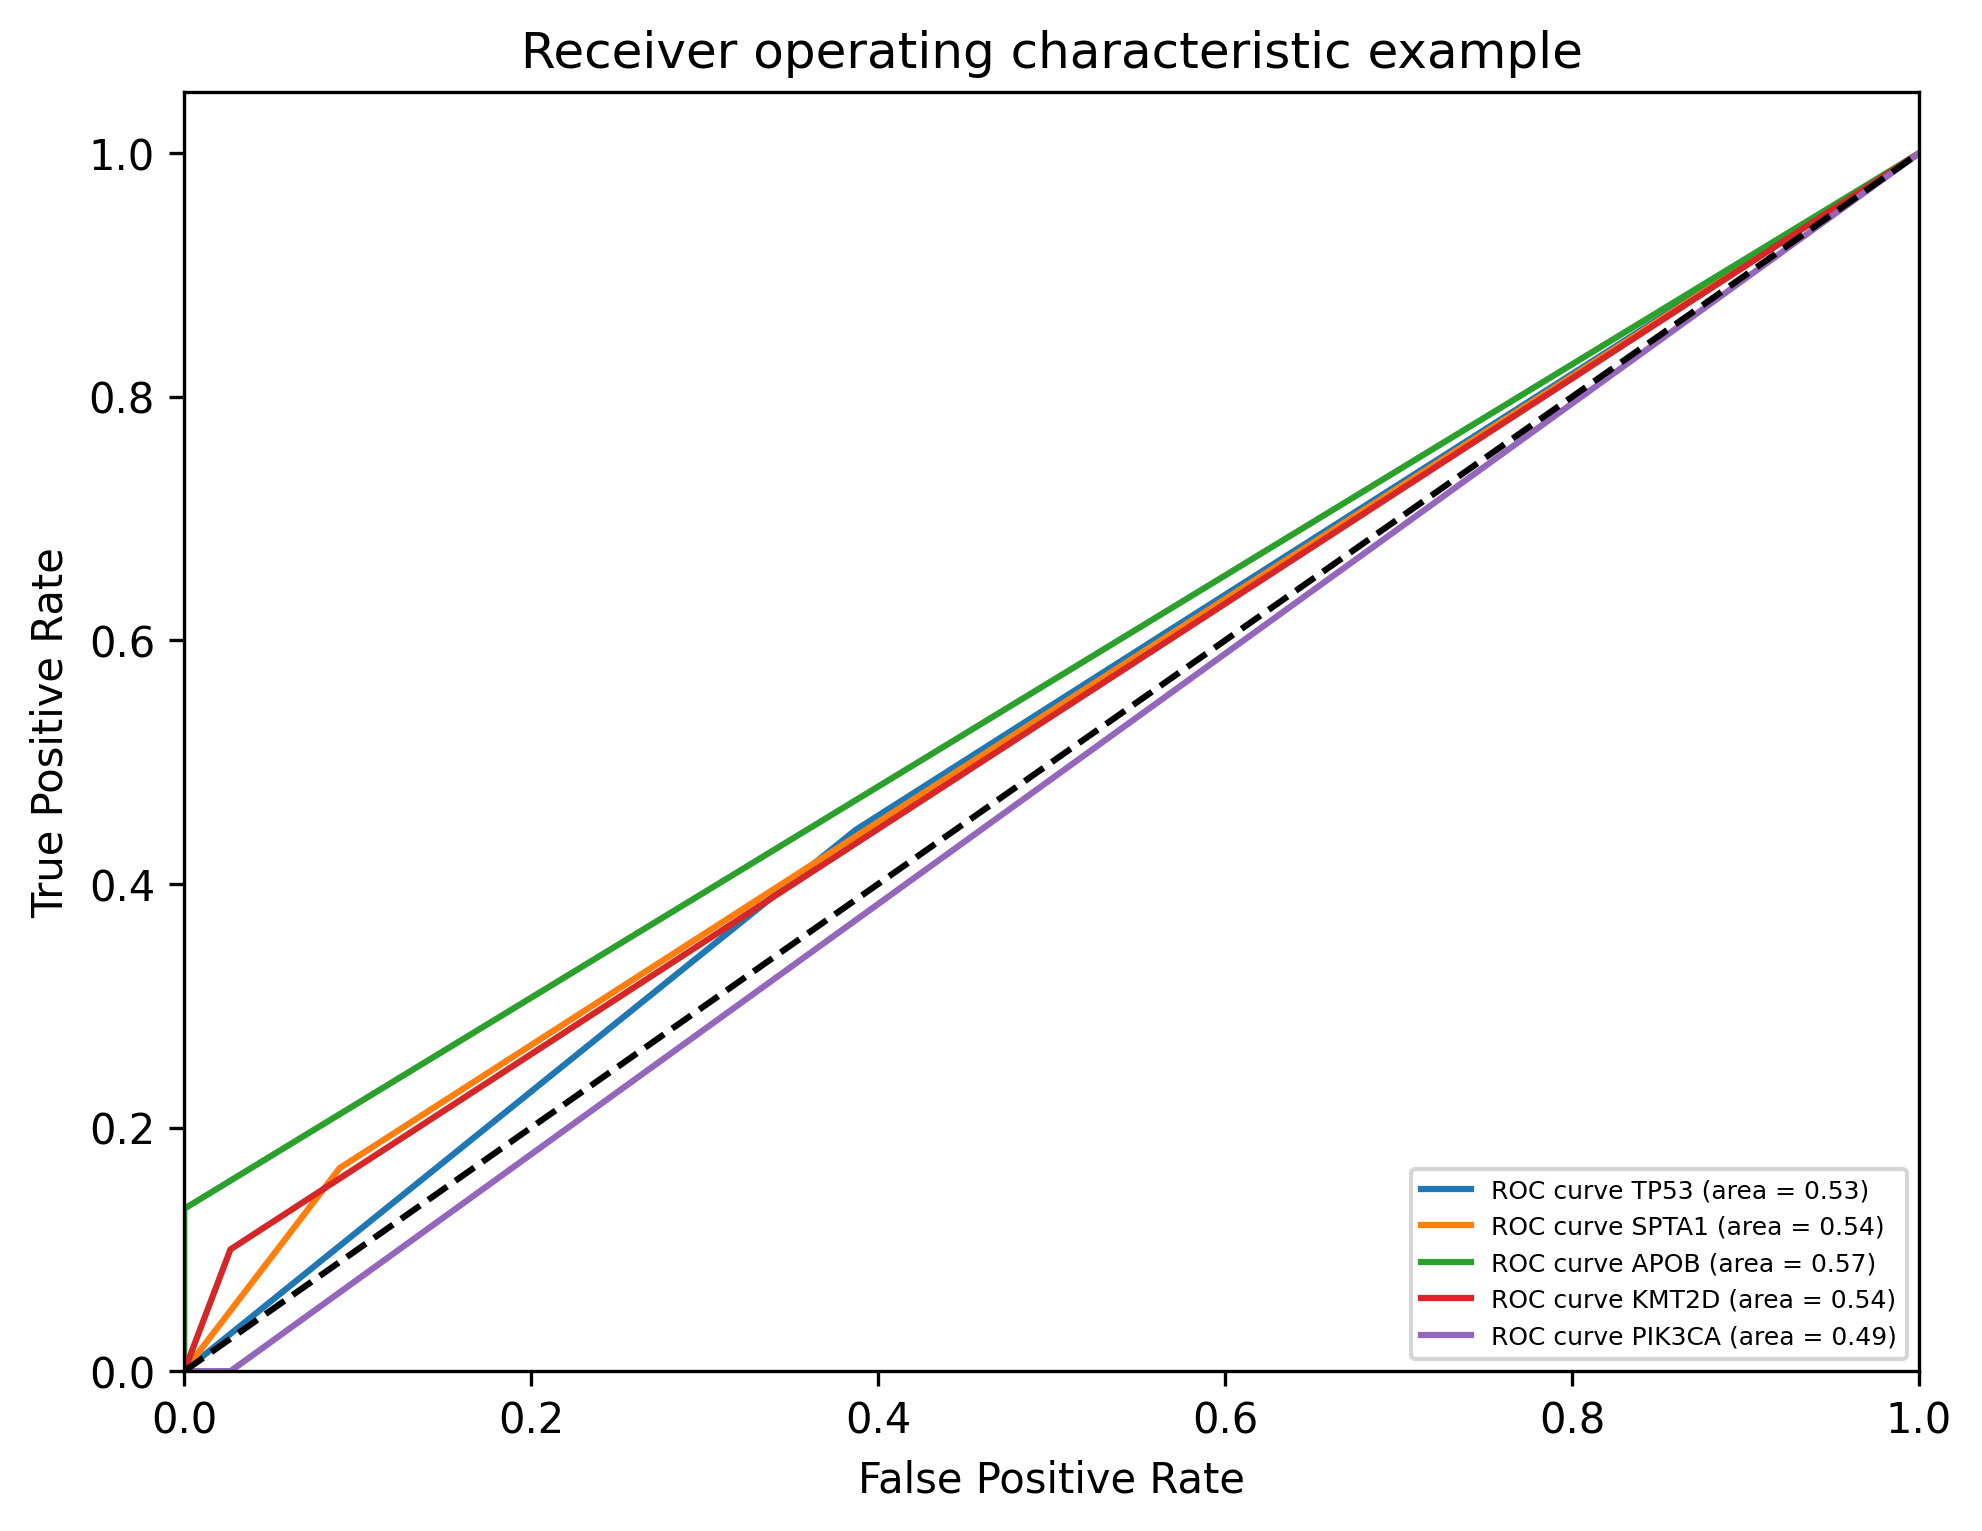 Receiver operating characteristic example
True Positive Rate
1.0
0.8
0.6
0.4
0.2
0.0
ROC curve TP53 (area = 0.53)
ROC curve SPTA1 (area = 0.54)
ROC curve APOB (area = 0.57)
ROC curve KMT2D (area = 0.54)
ROC curve PIK3CA (area = 0.49)
0.0 0.2 0.4 0.6 0.8 1.0
False Positive Rate